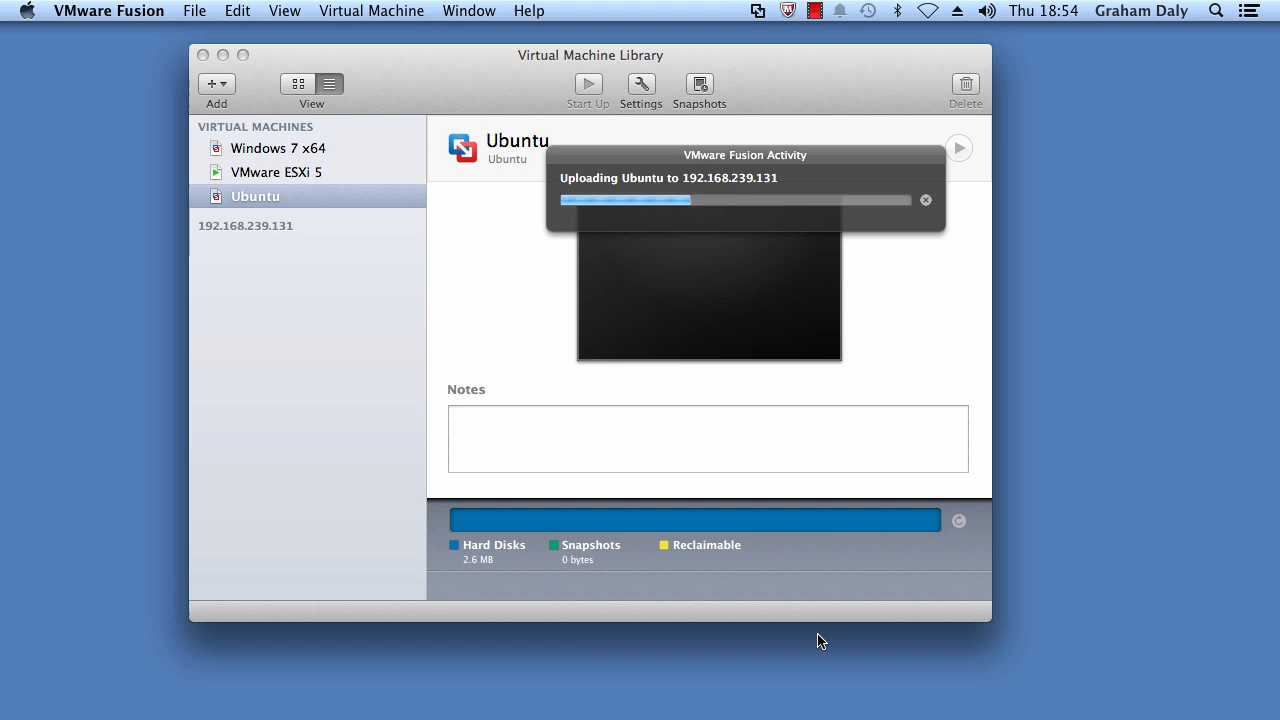 VMware Fusion File Edit View Virtual Machine Window Help Thu 18:54 Graham Daly
Virtual Machine Library
Add View Start Up Settings Snapshots Delete
VIRTUAL MACHINES
Windows 7 x64
VMware ESXi 5
Ubuntu
192.168.239.131
Ubuntu
Ubuntu
VMware Fusion Activity
Uploading Ubuntu to 192.168.239.131
Notes
Hard Disks Snapshots Reclaimable
2.6 MB 0 bytes